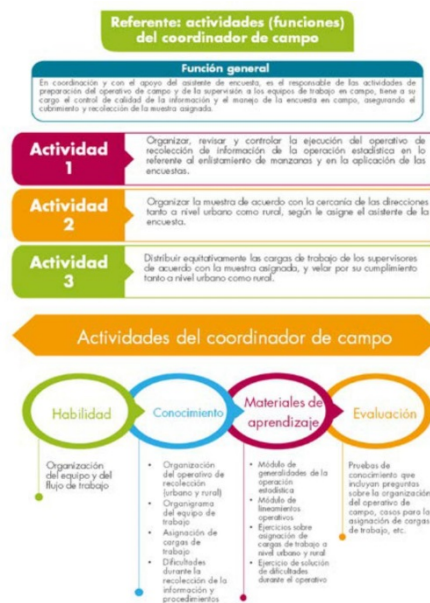 Referente: actividades (funciones)
del coordinador de campo
Función general
En coordinación y con el apoyo del asistente de encuesta, es el responsable de las actividades de
preparación del operativo de campo y de la supervisión a los equipos de trabajo en campo, tiene a su
cargo el control de calidad de la información y el manejo de la encuesta en campo, asegurando el
cubrimiento y recolección de la muestra asignada.
Actividad
1
Organizar, revisar y controlar la ejecución del operativo de
recolección de información de la operación estadística en lo
referente al enlistamiento de manzanas y en la aplicación de las
encuestas.
Actividad
2
Organizar la muestra de acuerdo con la cercanía de las direcciones
tanto a nivel urbano como rural, según le asigne el asistente de la
encuesta.
Actividad
3
Distribuir equitativamente las cargas de trabajo de los supervisores
de acuerdo con la muestra asignada, y velar por su cumplimiento
tanto a nivel urbano como rural.
Actividades del coordinador de campo
Habilidad
Organización
del equipo y del
flujo de trabajo
Conocimiento
• Organización
del operativo de
recolección
(urbano y rural)
• Organigrama
del equipo de
trabajo
• Asignación de
cargas de
trabajo
• Dificultades
durante la
recolección de la
información y
procedimientos
Materiales de
aprendizaje
• Módulo de
generalidades de la
operación
estadística
• Módulo de
lineamientos
operativos
• Ejercicios sobre
asignación de
cargas de trabajo a
nivel urbano y rural
• Ejercicio de solución
de dificultades
durante el operativo
Evaluación
Pruebas de
conocimiento que
incluyan preguntas
sobre la organización
del operativo de
campo, casos para la
asignación de cargas
de trabajo, etc.